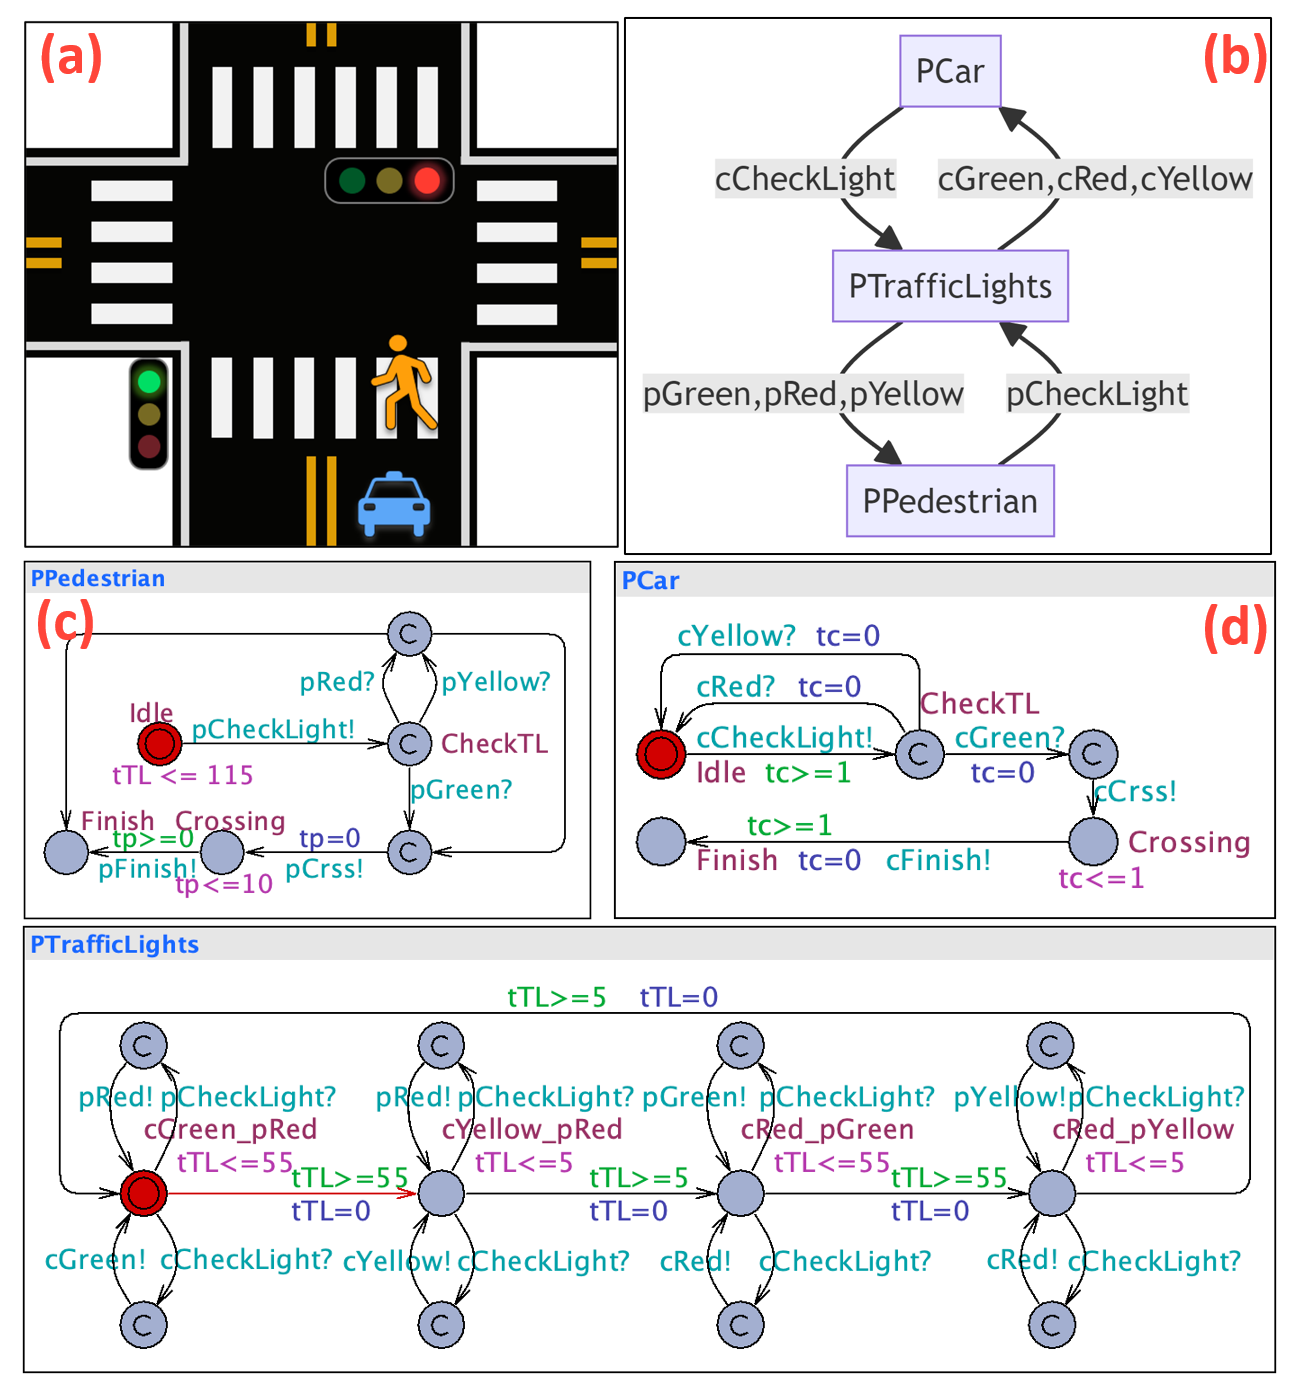 (a)
(b)
PCar
cCheckLight
cGreen,cRed,cYellow
PTrafficLights
pGreen,pRed,pYellow
pCheckLight
PPedestrian
PPedestrian
(c)
C
pRed?
pYellow?
Idle
pCheckLight!
C
CheckTL
tTL <= 115
pGreen?
Finish
Crossing
tp>=0
tp=0
C
pFinish!
pCrss!
tp<=10
PCar
(d)
cYellow? tc=0
cRed? tc=0
CheckTL
cCheckLight!
C
cGreen?
C
Idle tc>=1
tc=0
cCrss!
tc>=1
Crossing
Finish tc=0 cFinish!
tc<=1
PTrafficLights
tTL>=5 tTL=0
C
C
C
C
pRed! pCheckLight?
pRed! pCheckLight?
pGreen! pCheckLight?
pYellow! pCheckLight?
cGreen_pRed
cYellow_pRed
cRed_pGreen
cRed_pYellow
tTL<=55
tTL<=5
tTL<=55
tTL<=5
tTL>=55
tTL>=5
tTL>=55
tTL=0
tTL=0
tTL=0
cGreen! cCheckLight?
cYellow! cCheckLight?
cRed! cCheckLight?
cRed! cCheckLight?
C
C
C
C